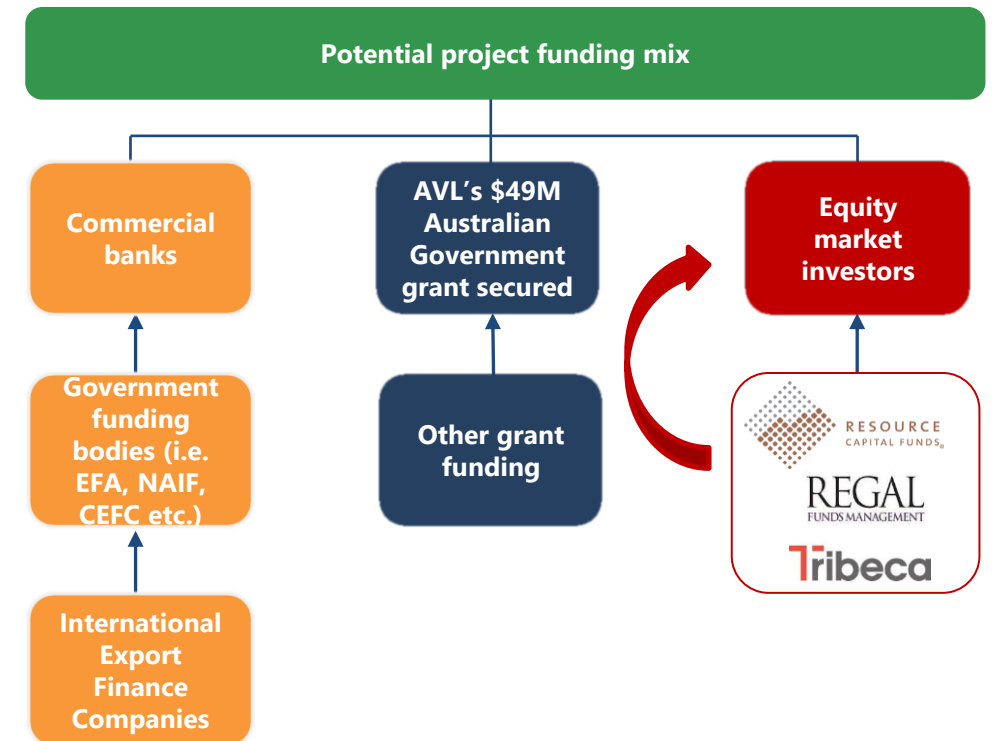 Potential project funding mix
Commercial
banks
AVL’s $49M
Australian
Government
grant secured
Equity
market
investors
Government
funding
bodies (i.e.
EFA, NAIF,
CEFC etc.)
Other grant
funding
RESOURCE
CAPITAL FUNDS®
REGAL
FUNDS MANAGEMENT
Tribeca
International
Export
Finance
Companies